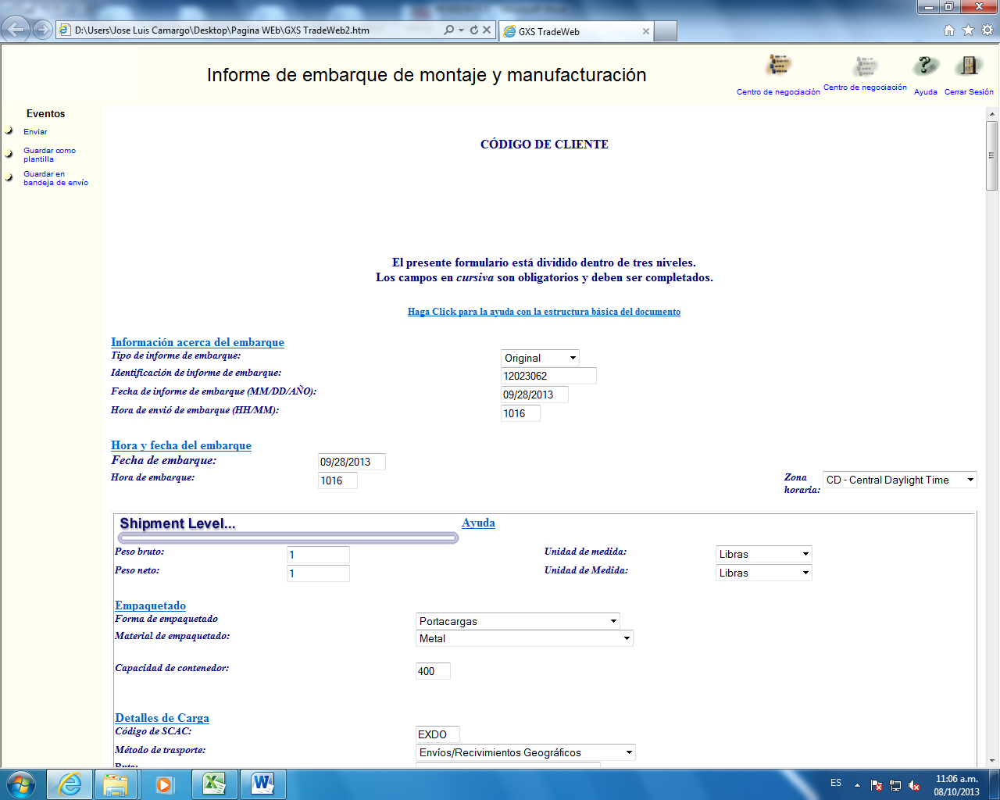 D:\Users\Jose Luis Camargo\Desktop\Pagina WEb\GXS TradeWeb2.htm
GXS TradeWeb
Informe de embarque de montaje y manufacturación
Centro de negociación
Centro de negociación
Ayuda
Cerrar Sesión
Eventos
Enviar
Guardar como
plantilla
Guardar en
bandeja de envío
CÓDIGO DE CLIENTE
El presente formulario está dividido dentro de tres niveles.
Los campos en cursiva son obligatorios y deben ser completados.
Haga Click para la ayuda con la estructura básica del documento
Información acerca del embarque
Tipo de informe de embarque: Original
Identificación de informe de embarque: 12023062
Fecha de informe de embarque (MM/DD/AÑO): 09/28/2013
Hora de envió de embarque (HH/MM): 1016
Hora y fecha del embarque
Fecha de embarque: 09/28/2013
Hora de embarque: 1016
Zona
horaria: CD - Central Daylight Time
Shipment Level... Ayuda
Peso bruto: 1 Unidad de medida: Libras
Peso neto: 1 Unidad de Medida: Libras
Empaquetado
Forma de empaquetado Portacargas
Material de empaquetado: Metal
Capacidad de contenedor: 400
Detalles de Carga
Código de SCAC: EXDO
Método de trasporte: Envíos/Recivimientos Geográficos
Ruta:
ES
11:06 a.m.
08/10/2013